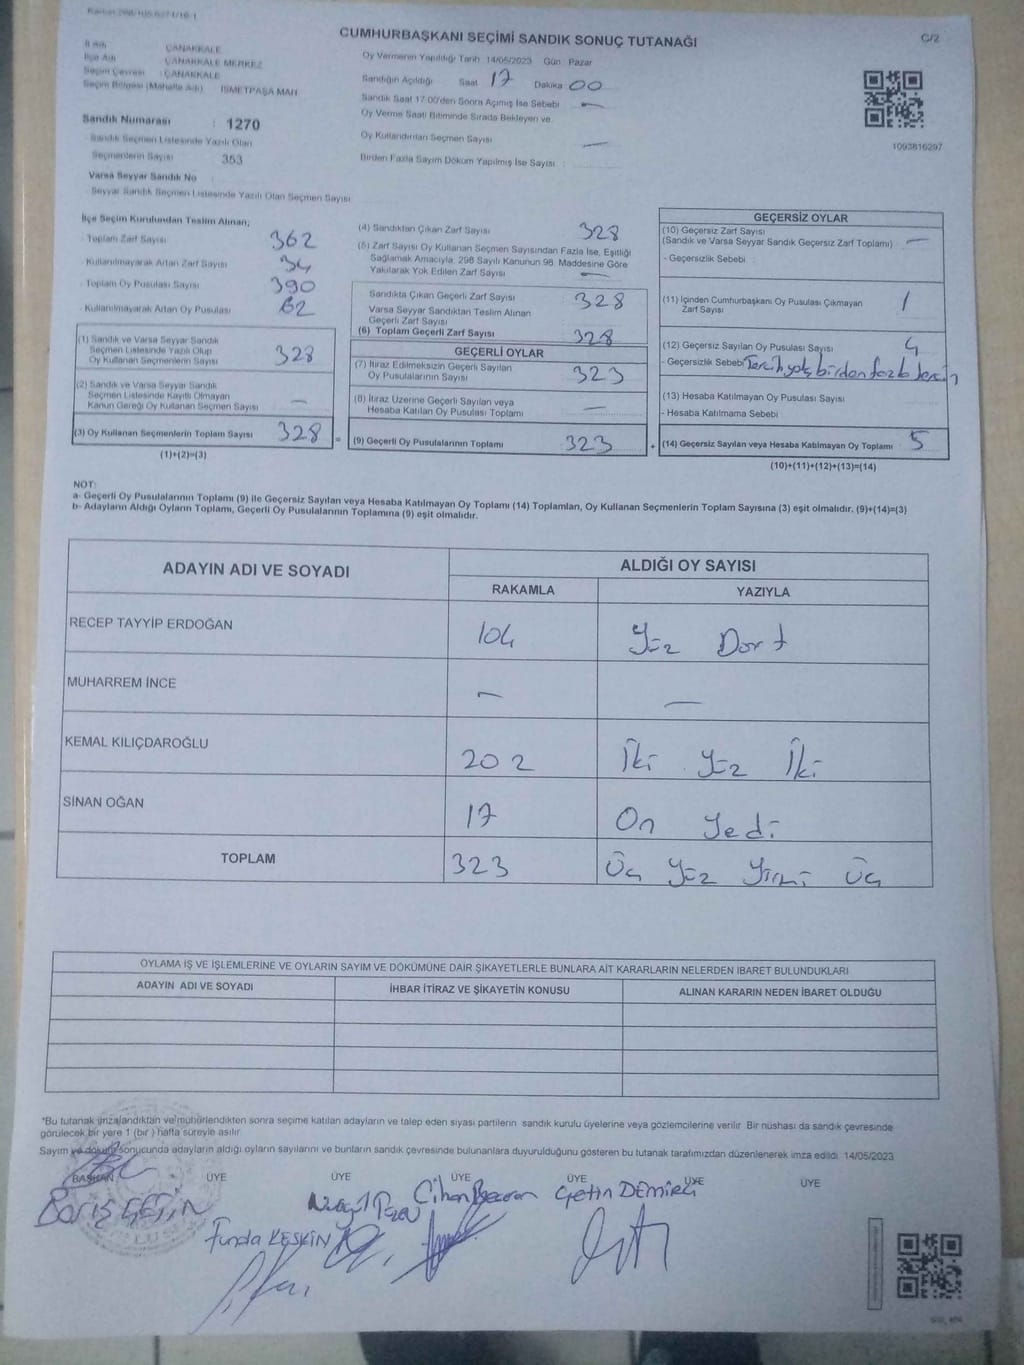 CUMHURBAŞKANI SEÇİMİ SANDIK SONUÇ TUTANAĞI
C/2
İl Adı : ÇANAKKALE
İlçe Adı : ÇANAKKALE MERKEZ
Seçim Çevresi : ÇANAKKALE
Seçim Bölgesi (Mahalle Adı) : İSMETPAŞA MAH
Sandık Numarası : 1270
Sandık Seçmen Listesinde Yazılı Olan
Seçmenlerin Sayısı : 353
Varsa Seyyar Sandık No
Seyyar Sandık Seçmen Listesinde Yazılı Olan Seçmen Sayısı
Oy Vermenin Yapıldığı Tarih 14/05/2023 Gün Pazar
Sandığın Açıldığı Saat 17 Dakika 00
Sandık Saat 17:00'den Sonra Açımış İse Sebebi —
Oy Verme Saati Bitiminde Sırada Bekleyen ve
Oy Kullandırılan Seçmen Sayısı —
Birden Fazla Sayım Döküm Yapılmış İse Sayısı :
1093816297
İlçe Seçim Kurulundan Teslim Alınan;
- Toplam Zarf Sayısı 362
- Kullanılmayarak Artan Zarf Sayısı 34
- Toplam Oy Pusulası Sayısı 390
- Kullanılmayarak Artan Oy Pusulası 62
(1) Sandık ve Varsa Seyyar Sandık
Seçmen Listesinde Yazılı Olup
Oy Kullanan Seçmenlerin Sayısı 328
(2) Sandık ve Varsa Seyyar Sandık
Seçmen Listesinde Kayıtlı Olmayan
Kanun Gereği Oy Kullanan Seçmen Sayısı —
(3) Oy Kullanan Seçmenlerin Toplam Sayısı 328 =
(1)+(2)=(3)
(4) Sandıktan Çıkan Zarf Sayısı 328
(5) Zarf Sayısı Oy Kullanan Seçmen Sayısından Fazla İse, Eşitliği
Sağlamak Amacıyla, 298 Sayılı Kanunun 98. Maddesine Göre
Yakılarak Yok Edilen Zarf Sayısı —
Sandıkta Çıkan Geçerli Zarf Sayısı 328
Varsa Seyyar Sandıktan Teslim Alınan
Geçerli Zarf Sayısı
(6) Toplam Geçerli Zarf Sayısı 328
GEÇERLİ OYLAR
(7) İtiraz Edilmeksizin Geçerli Sayılan
Oy Pusulalarının Sayısı 323
(8) İtiraz Üzerine Geçerli Sayılan veya
Hesaba Katılan Oy Pusulası Toplamı —
(9) Geçerli Oy Pusulalarının Toplamı 323 +
GEÇERSİZ OYLAR
(10) Geçersiz Zarf Sayısı
(Sandık ve Varsa Seyyar Sandık Geçersiz Zarf Toplamı) —
- Geçersizlik Sebebi
(11) İçinden Cumhurbaşkanı Oy Pusulası Çıkmayan
Zarf Sayısı 1
(12) Geçersiz Sayılan Oy Pusulası Sayısı 4
- Geçersizlik Sebebi Tercih yok, birden fazla tercih
(13) Hesaba Katılmayan Oy Pusulası Sayısı
- Hesaba Katılmama Sebebi
(14) Geçersiz Sayılan veya Hesaba Katılmayan Oy Toplamı 5
(10)+(11)+(12)+(13)=(14)
NOT:
a- Geçerli Oy Pusulalarının Toplamı (9) ile Geçersiz Sayılan veya Hesaba Katılmayan Oy Toplamı (14) Toplamları, Oy Kullanan Seçmenlerin Toplam Sayısına (3) eşit olmalıdır. (9)+(14)=(3)
b- Adayların Aldığı Oyların Toplamı, Geçerli Oy Pusulalarının Toplamına (9) eşit olmalıdır.
ADAYIN ADI VE SOYADI
ALDIĞI OY SAYISI
RAKAMLA YAZIYLA
RECEP TAYYİP ERDOĞAN 104 Yüz Dört
MUHARREM İNCE — —
KEMAL KILIÇDAROĞLU 202 İki Yüz İki
SİNAN OĞAN 17 On Yedi
TOPLAM 323 Üç Yüz Yirmi Üç
OYLAMA İŞ VE İŞLEMLERİNE VE OYLARIN SAYIM VE DÖKÜMÜNE DAİR ŞİKAYETLERLE BUNLARA AİT KARARLARIN NELERDEN İBARET BULUNDUKLARI
ADAYIN ADI VE SOYADI İHBAR İTİRAZ VE ŞİKAYETİN KONUSU ALINAN KARARIN NEDEN İBARET OLDUĞU
*Bu tutanak imzalandıktan ve mühürlendikten sonra seçime katılan adayların ve talep eden siyasi partilerin sandık kurulu üyelerine veya gözlemcilerine verilir. Bir nüshası da sandık çevresinde
görülecek bir yere 1 (bir ) hafta süreyle asılır.
Sayım ve döküm sonucunda adayların aldığı oyların sayılarını ve bunların sandık çevresinde bulunanlara duyurulduğunu gösteren bu tutanak tarafımızdan düzenlenerek imza edildi. 14/05/2023
BAŞKAN ÜYE ÜYE ÜYE ÜYE ÜYE ÜYE
Barış ÇETİN
Funda KESKİN
Cihan
Çetin DEMİRCİ